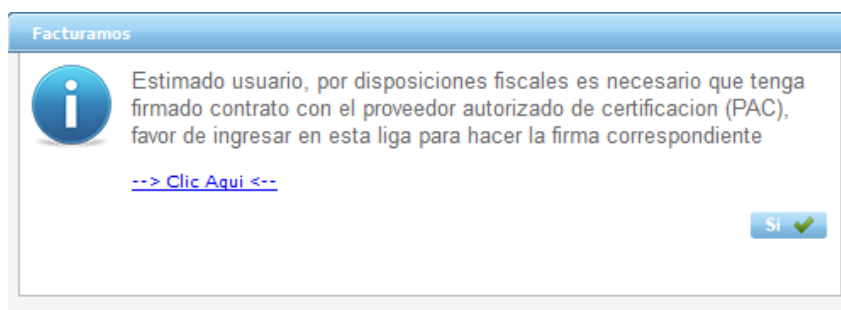 Facturamos
Estimado usuario, por disposiciones fiscales es necesario que tenga
firmado contrato con el proveedor autorizado de certificacion (PAC),
favor de ingresar en esta liga para hacer la firma correspondiente
--> Clic Aqui <--
Si